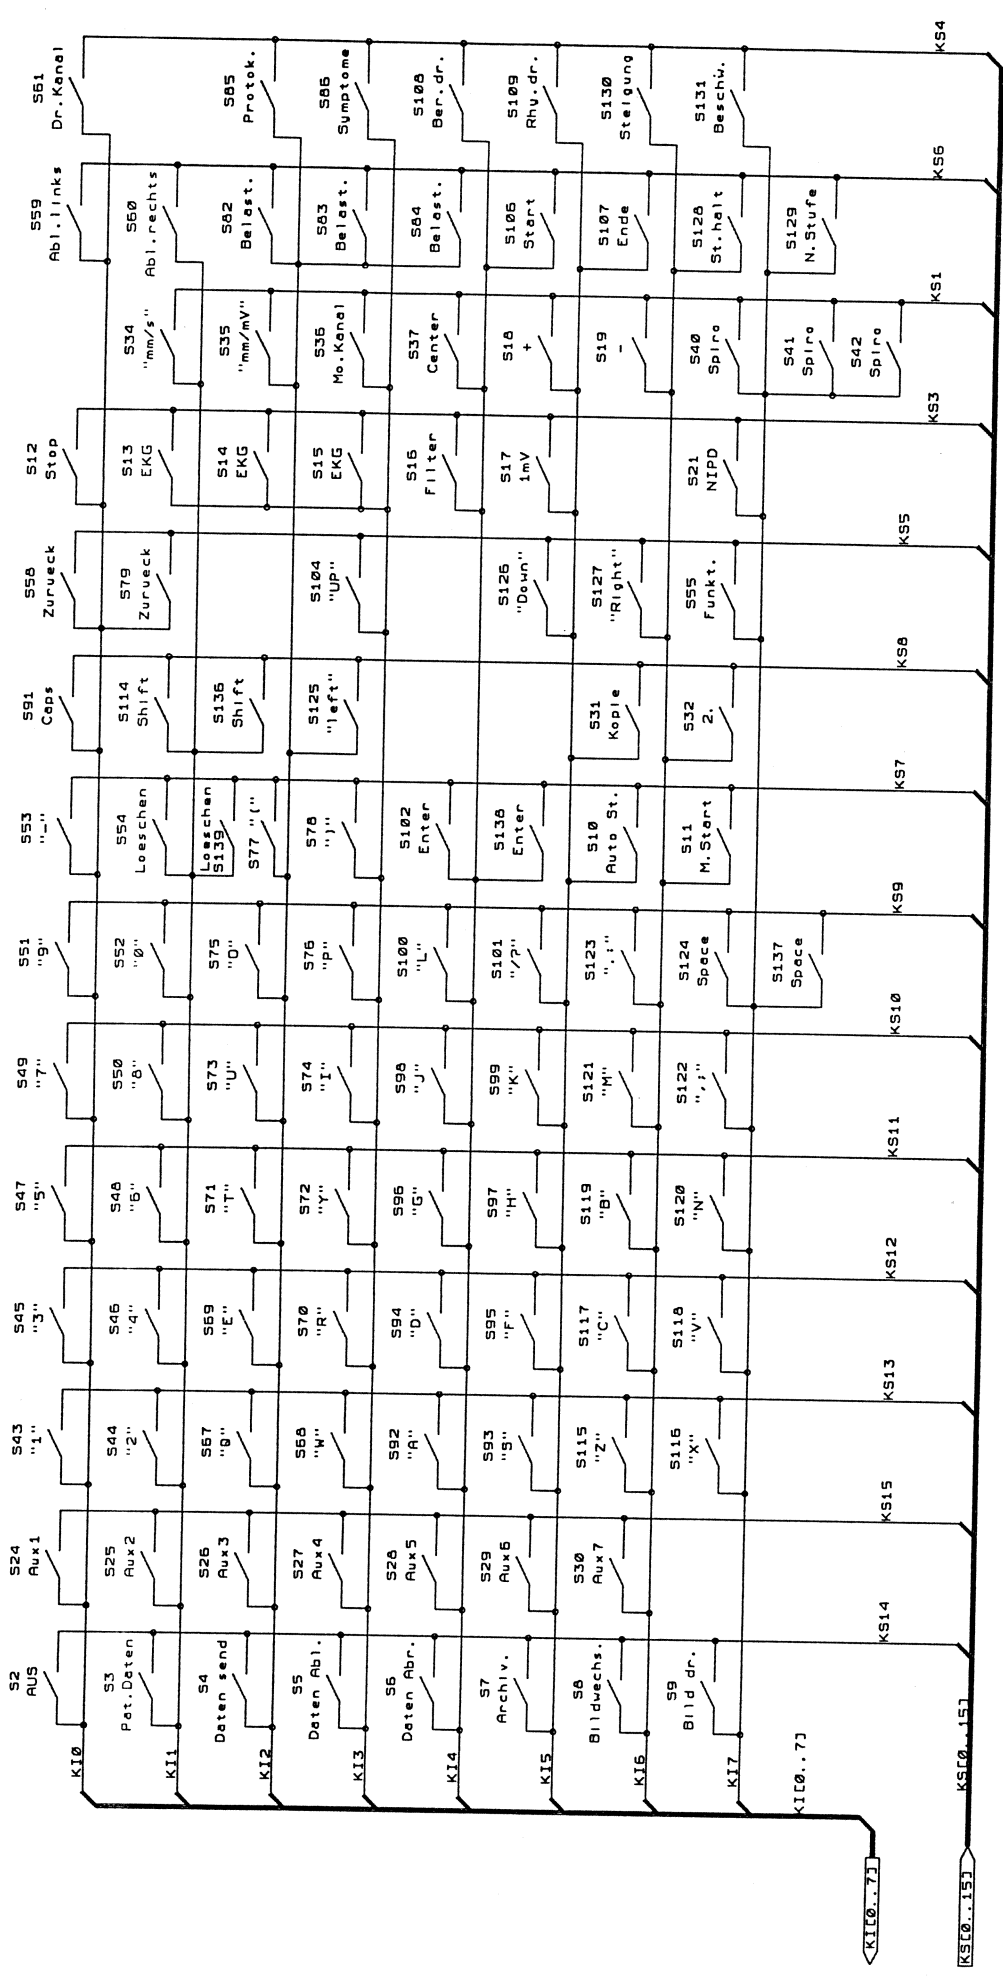 S2
AUS
S24
Aux1
S43
"1"
S45
"3"
S47
"5"
S49
"7"
S51
"9"
S53
"_"
S91
Caps
S58
Zurueck
S12
Stop
S59
Abl.links
S61
Dr.Kanal
KI0
S3
Pat.Daten
S25
Aux2
S44
"2"
S46
"4"
S48
"6"
S50
"8"
S52
"0"
S54
Loeschen
S114
Shift
S79
Zurueck
S13
EKG
S34
"mm/s"
S60
Abl.rechts
KI1
S4
Daten send
S26
Aux3
S67
"Q"
S69
"E"
S71
"T"
S73
"U"
S75
"O"
Loeschen
S139
S77 "("
S136
Shift
S14
EKG
S35
"mm/mV"
S82
Belast.
S85
Protok.
KI2
S5
Daten Abl.
S27
Aux4
S68
"W"
S70
"R"
S72
"Y"
S74
"I"
S76
"P"
S78
")"
S125
"left"
S104
"UP"
S15
EKG
S36
Mo.Kanal
S83
Belast.
S86
Symptome
KI3
S6
Daten Abr.
S28
Aux5
S92
"A"
S94
"D"
S96
"G"
S98
"J"
S100
"L"
S102
Enter
S16
Filter
S37
Center
S84
Belast.
S108
Ber.dr.
KI4
S7
Archiv.
S29
Aux6
S93
"S"
S95
"F"
S97
"H"
S99
"K"
S101
"/?"
S138
Enter
S126
"Down"
S17
1mV
S18
+
S106
Start
S109
Rhy.dr.
KI5
S8
Bildwechs.
S30
Aux7
S115
"Z"
S117
"C"
S119
"B"
S121
"M"
S123
".:"
S10
Auto St.
S31
Kopie
S127
"Right"
S19
-
S107
Ende
S130
Steigung
KI6
S9
Bild dr.
S116
"X"
S118
"V"
S120
"N"
S122
",;"
S124
Space
S11
M.Start
S32
2.
S55
Funkt.
S21
NIPD
S40
Spiro
S128
St.halt
S131
Beschw.
KI7
S137
Space
S41
Spiro
S42
Spiro
S129
N.Stufe
KI[0..7]
KS14
KS15
KS13
KS12
KS11
KS10
KS9
KS7
KS8
KS5
KS3
KS1
KS6
KS4
KI[0..7]
KS[0..15]
KS[0..15]